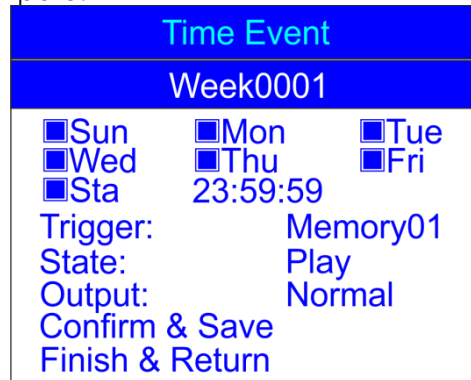 Time Event
Week0001
▣Sun ▣Mon ▣Tue
▣Wed ▣Thu ▣Fri
▣Sta 23:59:59
Trigger: Memory01
State: Play
Output: Normal
Confirm & Save
Finish & Return